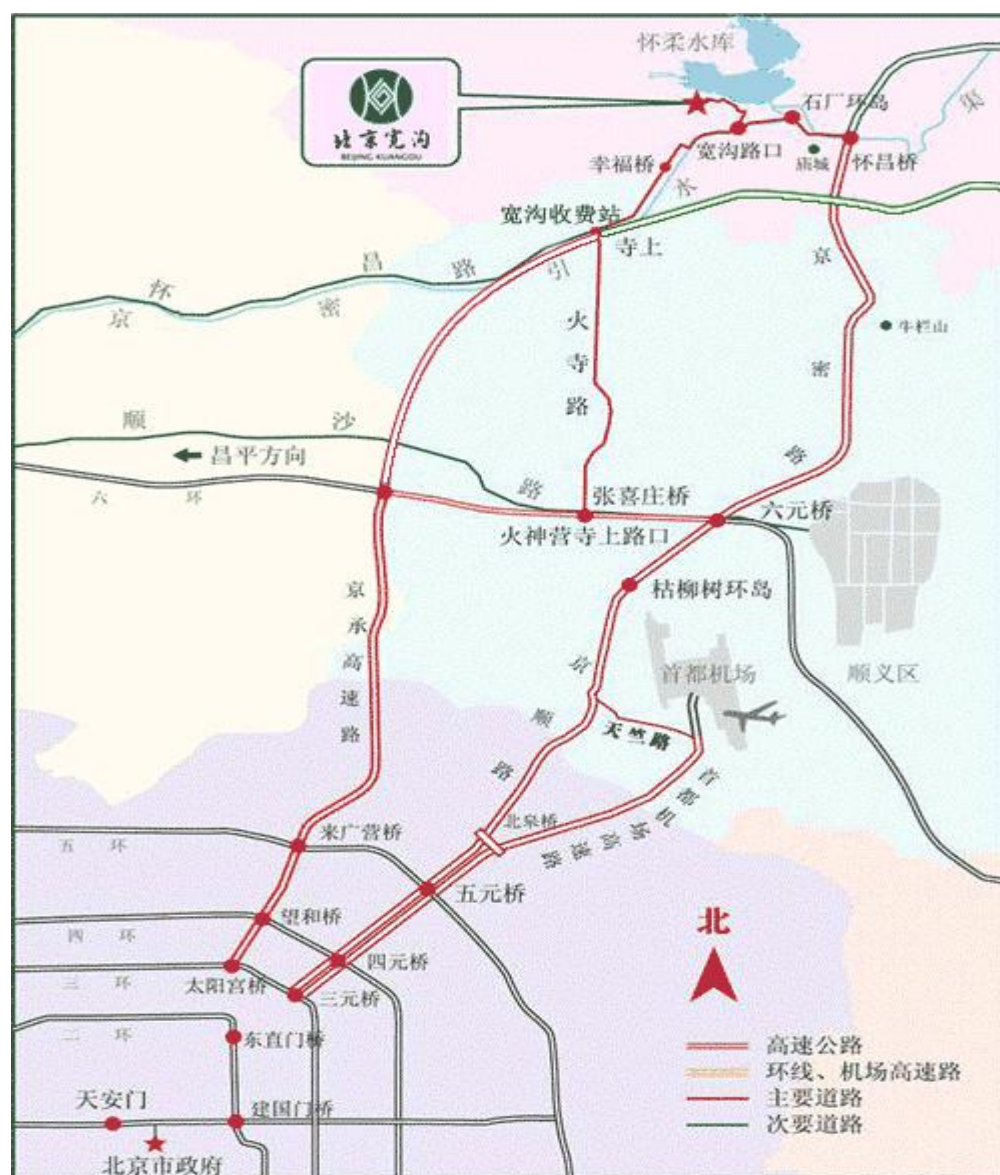 怀柔水库
北京宽沟
BEIJING KUANGOU
石厂环岛
宽沟路口
庙城
怀昌桥
渠
幸福桥
水
宽沟收费站
寺上
引
昌
路
怀
密
京
京
密
路
牛栏山
火
寺
路
顺
沙
路
昌平方向
六
环
张喜庄桥
六元桥
火神营寺上路口
枯柳树环岛
京
承
高
速
路
首都机场
顺义区
京
顺
路
天竺路
首
都
机
场
高
速
路
北皋桥
来广营桥
五
环
五元桥
望和桥
四
环
四元桥
太阳宫桥
三
环
三元桥
二
环
东直门桥
天安门
建国门桥
北京市政府
北
高速公路
环线、机场高速路
主要道路
次要道路